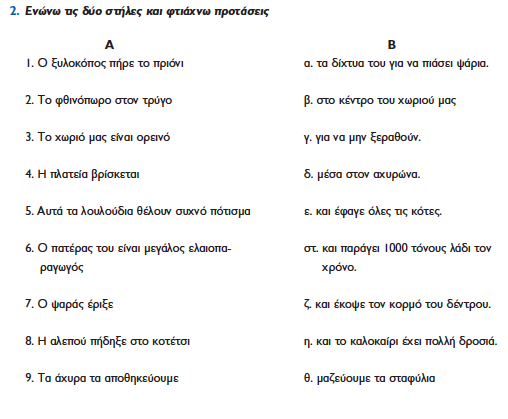 2. Ενώνω τις δύο στήλες και φτιάχνω προτάσεις
Α Β
1. Ο ξυλοκόπος πήρε το πριόνι α. τα δίχτυα του για να πιάσει ψάρια.
2. Το φθινόπωρο στον τρύγο β. στο κέντρο του χωριού μας
3. Το χωριό μας είναι ορεινό γ. για να μην ξεραθούν.
4. Η πλατεία βρίσκεται δ. μέσα στον αχυρώνα.
5. Αυτά τα λουλούδια θέλουν συχνό πότισμα ε. και έφαγε όλες τις κότες.
6. Ο πατέρας του είναι μεγάλος ελαιοπα- στ. και παράγει 1000 τόνους λάδι τον
ραγωγός χρόνο.
7. Ο ψαράς έριξε ζ. και έκοψε τον κορμό του δέντρου.
8. Η αλεπού πήδηξε στο κοτέτσι η. και το καλοκαίρι έχει πολλή δροσιά.
9. Τα άχυρα τα αποθηκεύουμε θ. μαζεύουμε τα σταφύλια